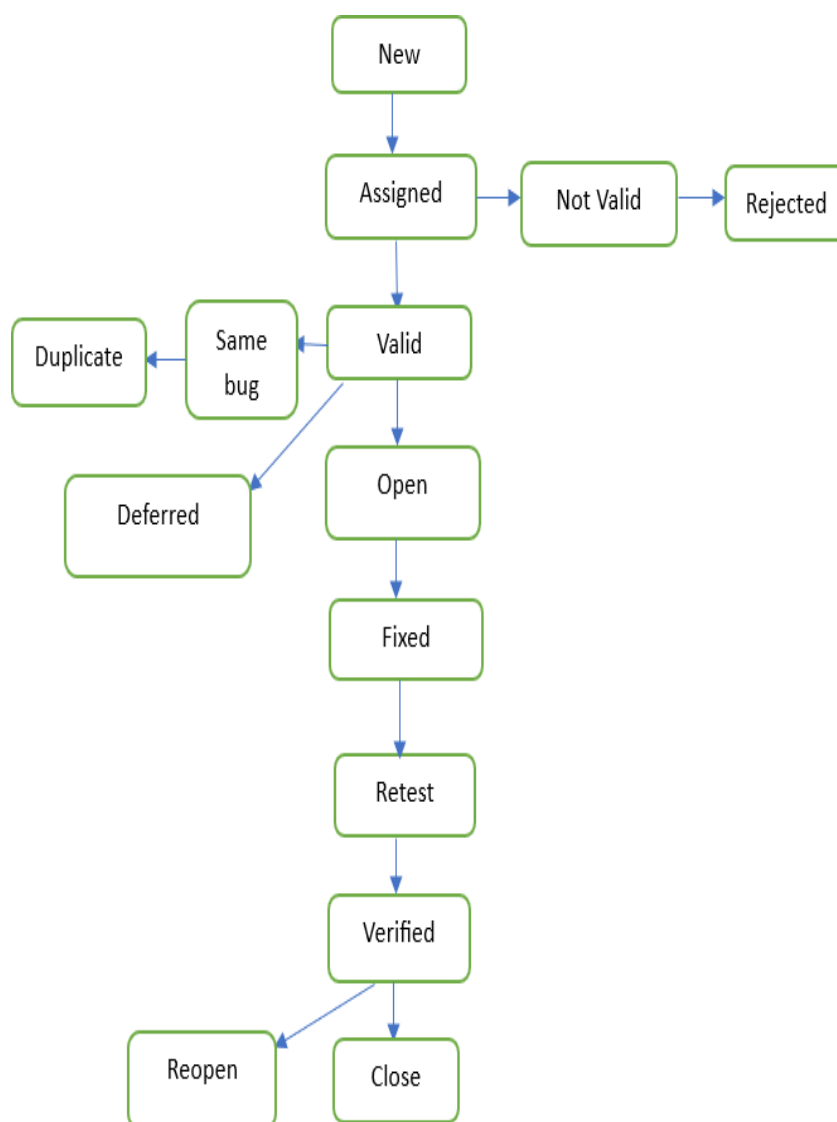 New
Assigned
Not Valid
Rejected
Valid
Same
bug
Duplicate
Open
Deferred
Fixed
Retest
Verified
Reopen
Close